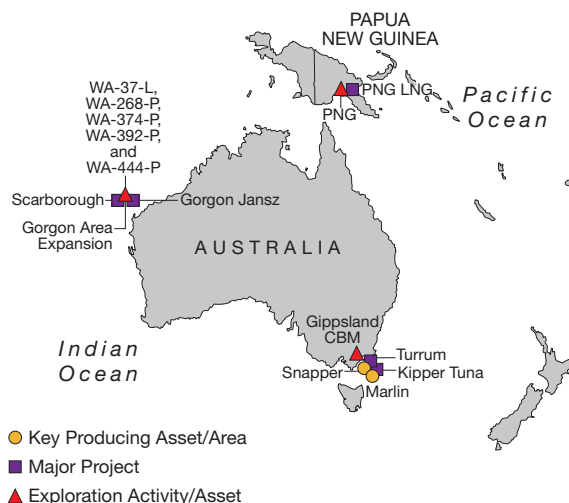 PAPUA
NEW GUINEA
PNG LNG
PNG
Pacific
Ocean
WA-37-L,
WA-268-P,
WA-374-P,
WA-392-P,
and
WA-444-P
Scarborough
Gorgon Jansz
Gorgon Area
Expansion
AUSTRALIA
Gippsland
CBM
Indian
Ocean
Turrum
Snapper
Kipper Tuna
Marlin
Key Producing Asset/Area
Major Project
Exploration Activity/Asset